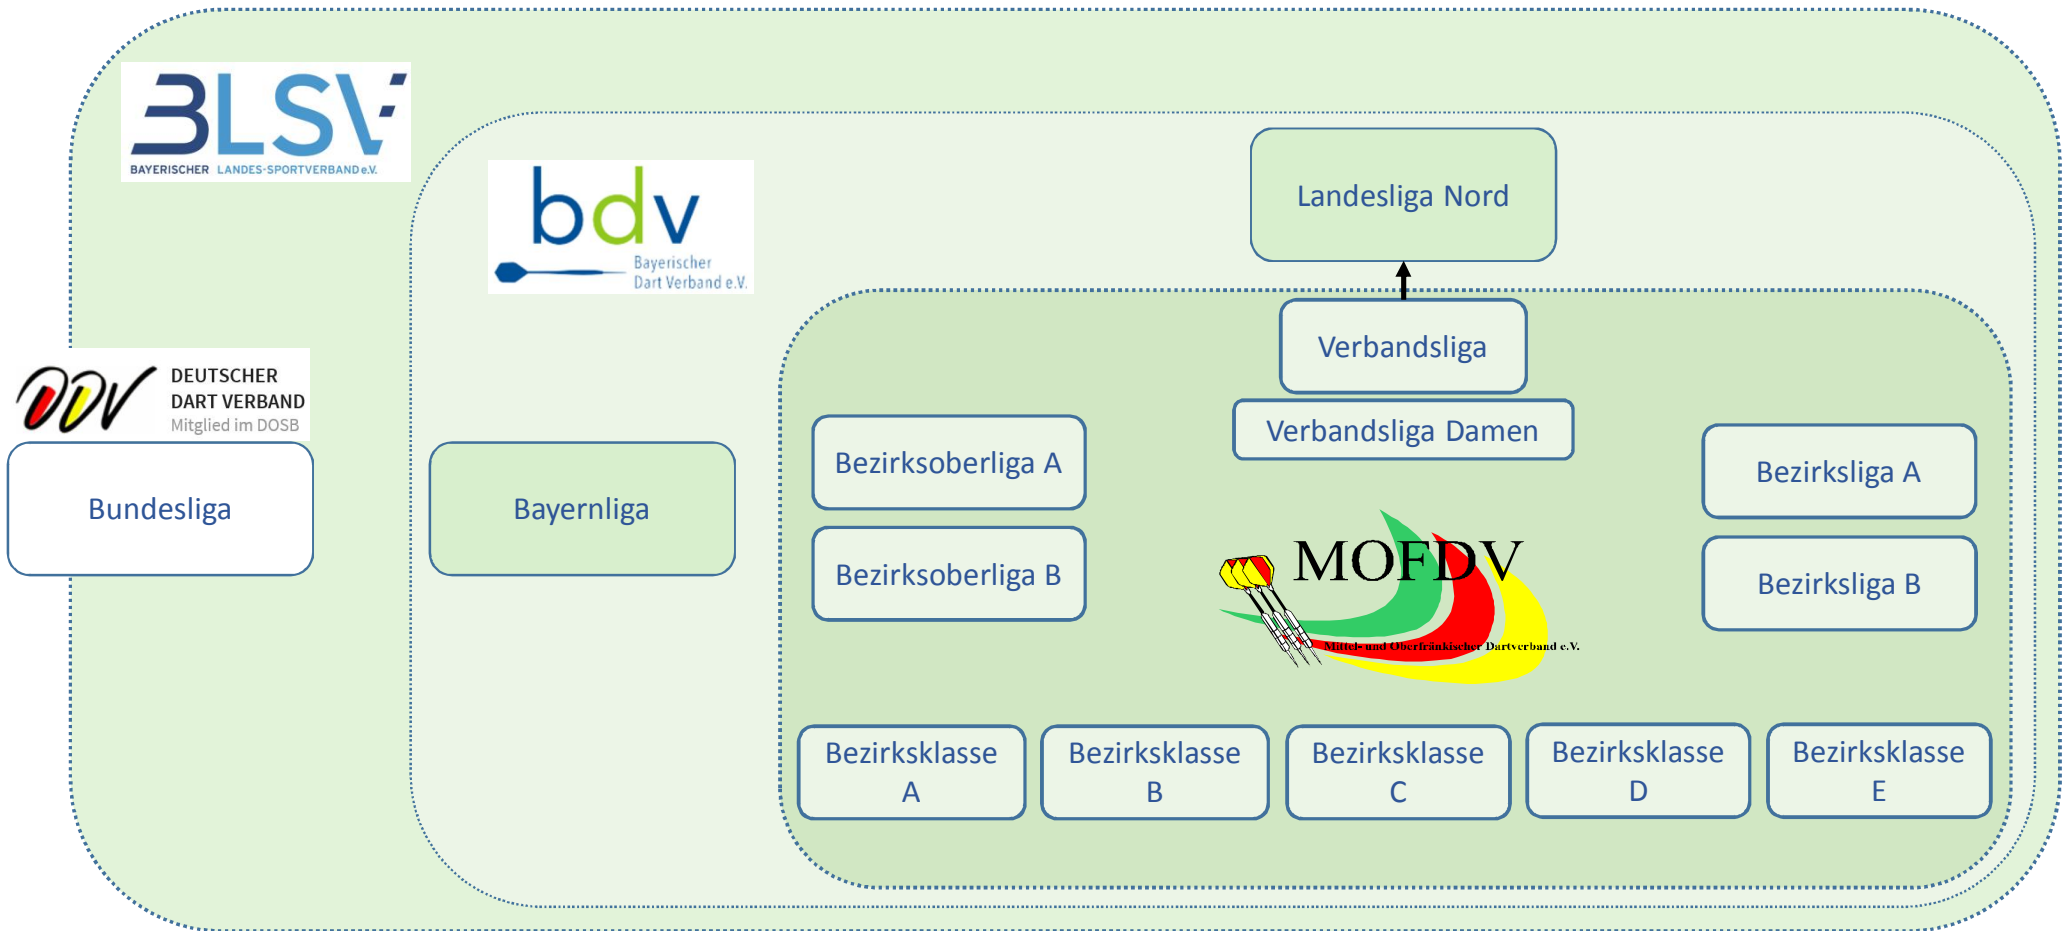 BLSV
BAYERISCHER LANDES-SPORTVERBAND e.V.
bdv
Bayerischer
Dart Verband e.V.
Landesliga Nord
DDV
DEUTSCHER
DART VERBAND
Mitglied im DOSB
Bundesliga
Bayernliga
Verbandsliga
Verbandsliga Damen
Bezirksoberliga A
Bezirksoberliga B
Bezirksliga A
Bezirksliga B
MOFDV
Mittel- und Oberfränkischer Dartverband e.V.
Bezirksklasse
A
Bezirksklasse
B
Bezirksklasse
C
Bezirksklasse
D
Bezirksklasse
E